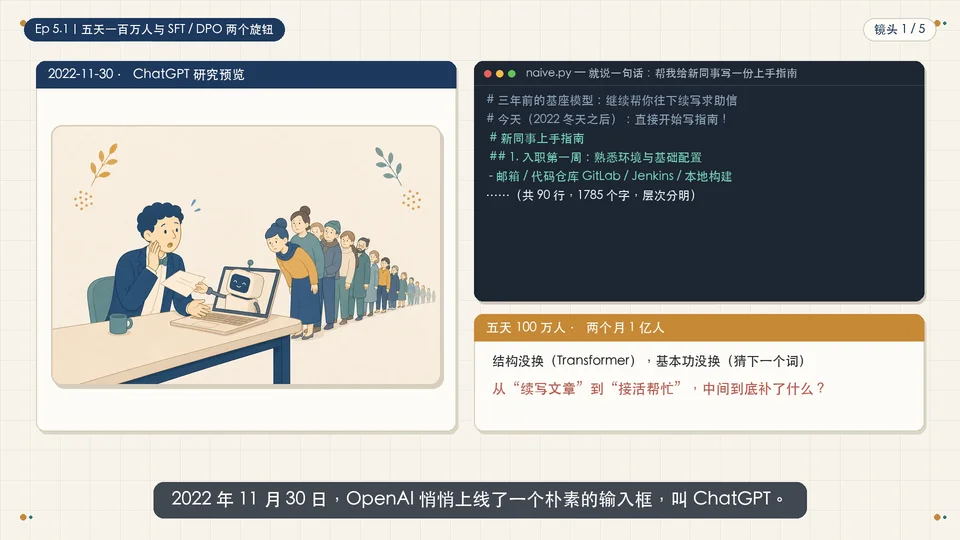 Ep 5.1 | 五天一百万人与 SFT / DPO 两个旋钮
镜头 1 / 5
2022-11-30 · ChatGPT 研究预览
naive.py — 就说一句话：帮我给新同事写一份上手指南
# 三年前的基座模型：继续帮你往下续写求助信
# 今天（2022 冬天之后）：直接开始写指南！
# 新同事上手指南
## 1. 入职第一周：熟悉环境与基础配置
- 邮箱 / 代码仓库 GitLab / Jenkins / 本地构建
……（共 90 行，1785 个字，层次分明）
五天 100 万人 · 两个月 1 亿人
结构没换（Transformer），基本功没换（猜下一个词）
从“续写文章”到“接活帮忙”，中间到底补了什么？
2022 年 11 月 30 日，OpenAI 悄悄上线了一个朴素的输入框，叫 ChatGPT。